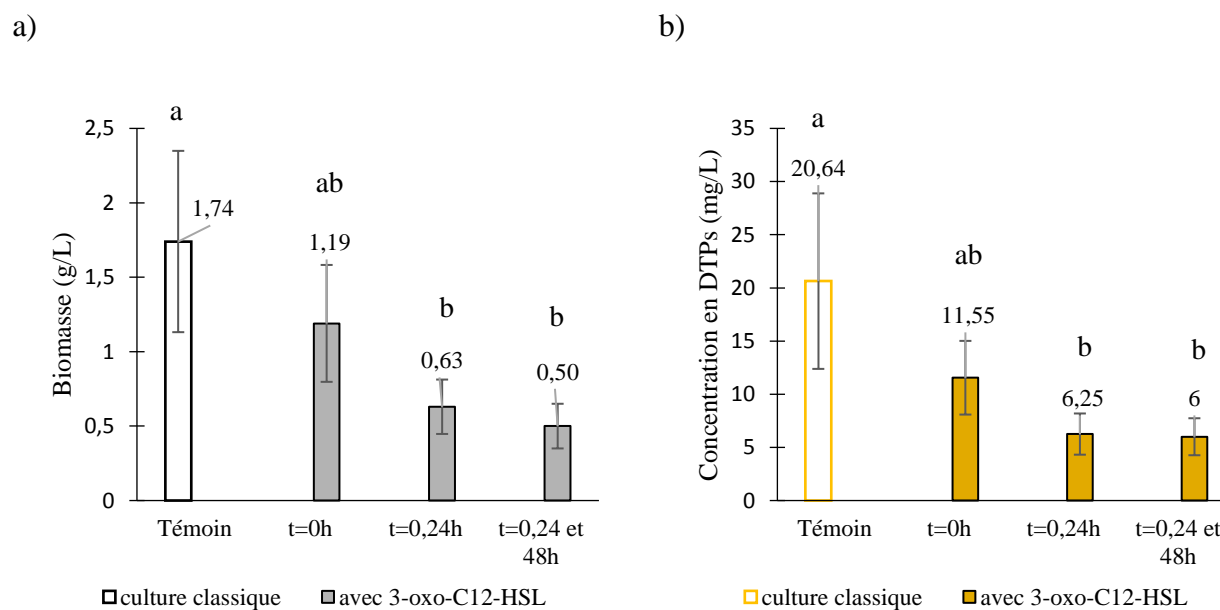 a)
a
ab
b
b
2,5
2
1,5
1
0,5
0
Biomasse (g/L)
1,74
1,19
0,63
0,50
Témoin
t=0h
t=0,24h
t=0,24 et
48h
culture classique
avec 3-oxo-C12-HSL
b)
a
ab
b
b
35
30
25
20
15
10
5
0
Concentration en DTPs (mg/L)
20,64
11,55
6,25
6
Témoin
t=0h
t=0,24h
t=0,24 et
48h
culture classique
avec 3-oxo-C12-HSL